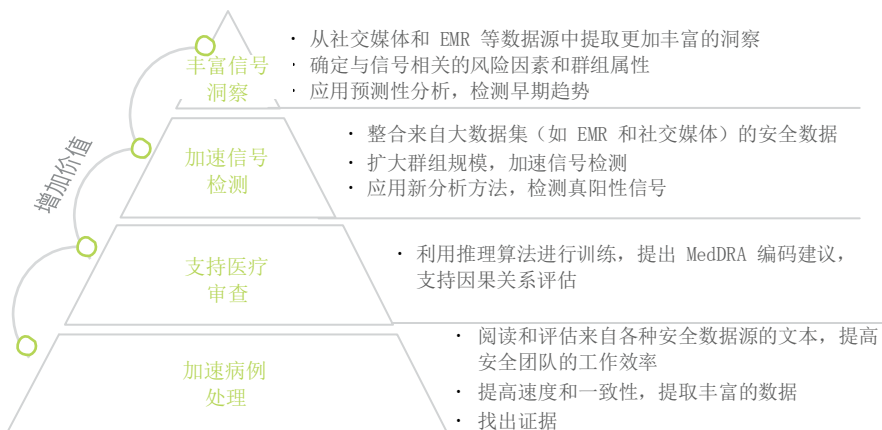 · 从社交媒体和 EMR 等数据源中提取更加丰富的洞察
丰富信号
· 确定与信号相关的风险因素和群组属性
洞察
· 应用预测性分析，检测早期趋势
增加价值
· 整合来自大数据集（如 EMR 和社交媒体）的安全数据
加速信号
· 扩大群组规模，加速信号检测
检测
· 应用新分析方法，检测真阳性信号
· 利用推理算法进行训练，提出 MedDRA 编码建议，
支持医疗
支持因果关系评估
审查
· 阅读和评估来自各种安全数据源的文本，提高
安全团队的工作效率
加速病例
· 提高速度和一致性，提取丰富的数据
处理
· 找出证据